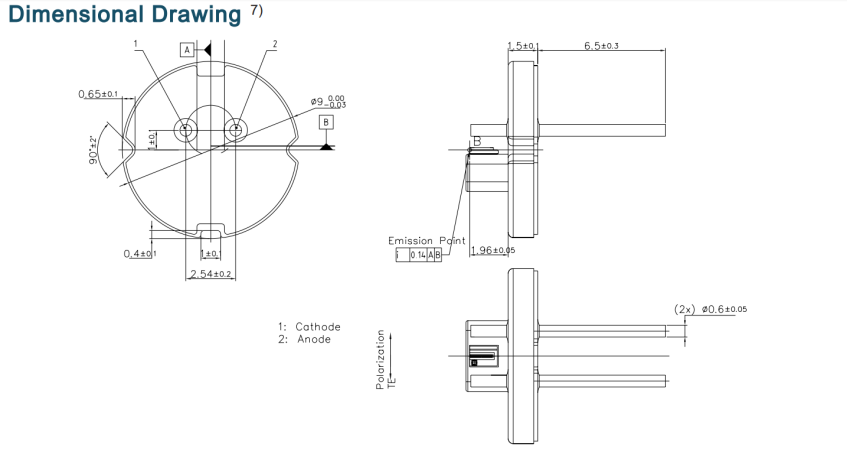 Dimensional Drawing 7)
1 A 2
0,65±0,1
⌀9 0,00 -0,03
B
90°±2°
1±0,1
0,4±0,1
1±0,1
2,54±0,2
1,5±0,1
6,5±0,3
B
Emission Point
0.14 A B
1,96±0,05
1: Cathode
2: Anode
Polarization
TE
(2x) ⌀0,6±0,05